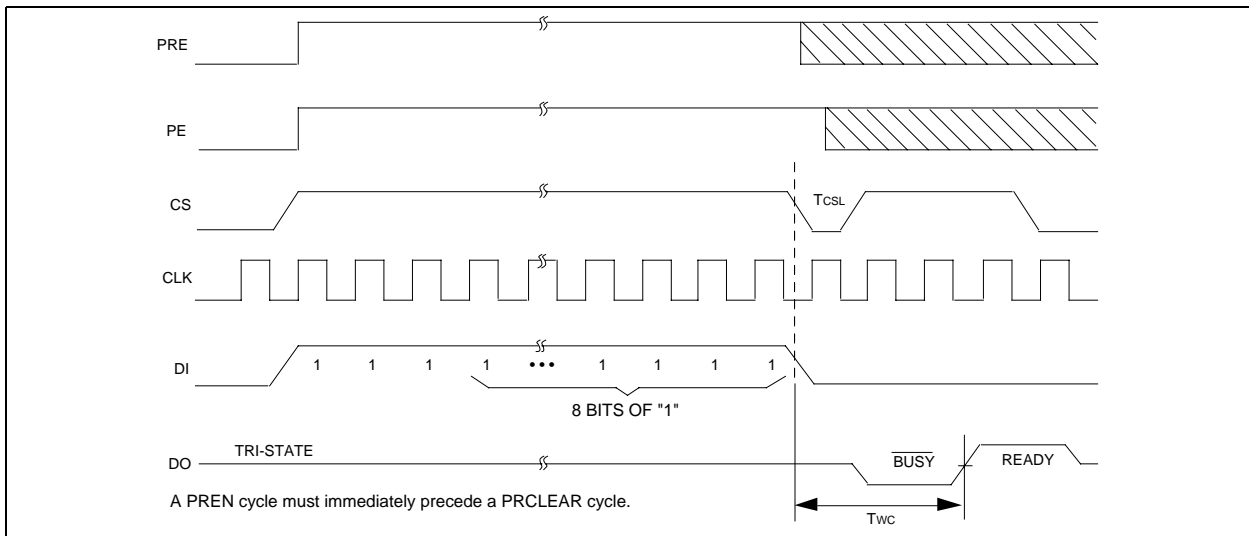 PRE
PE
CS
TCSL
CLK
DI
1 1 1 1 ••• 1 1 1 1
8 BITS OF "1"
TRI-STATE
DO
BUSY
READY
A PREN cycle must immediately precede a PRCLEAR cycle.
TWC